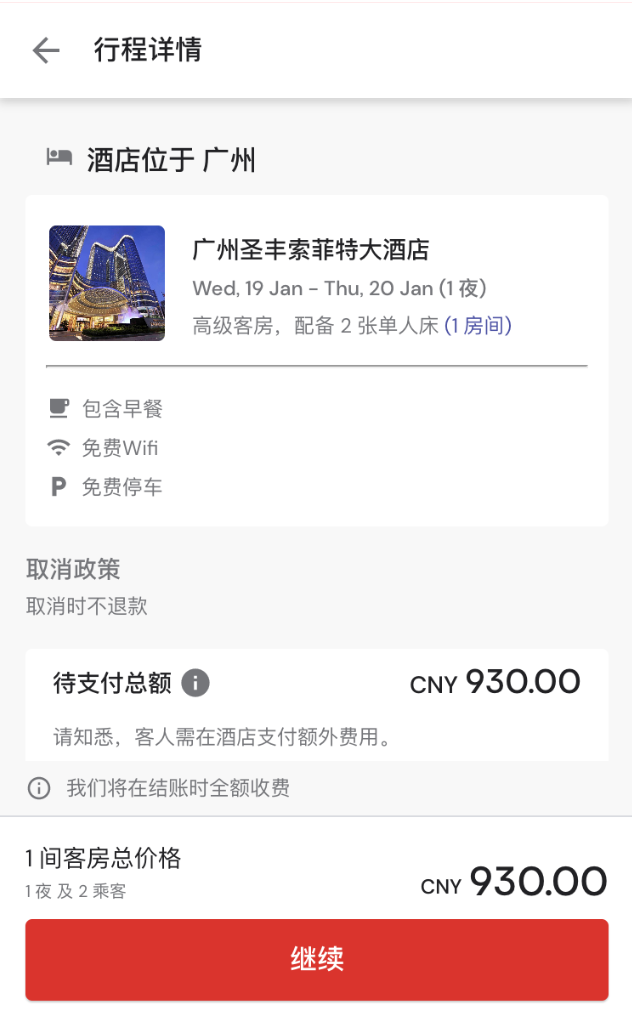 行程详情
酒店位于 广州
广州圣丰索菲特大酒店
Wed, 19 Jan – Thu, 20 Jan (1 夜)
高级客房，配备 2 张单人床 (1 房间)
包含早餐
免费Wifi
P 免费停车
取消政策
取消时不退款
待支付总额 CNY 930.00
请知悉，客人需在酒店支付额外费用。
我们将在结账时全额收费
1 间客房总价格
1 夜 及 2 乘客
CNY 930.00
继续